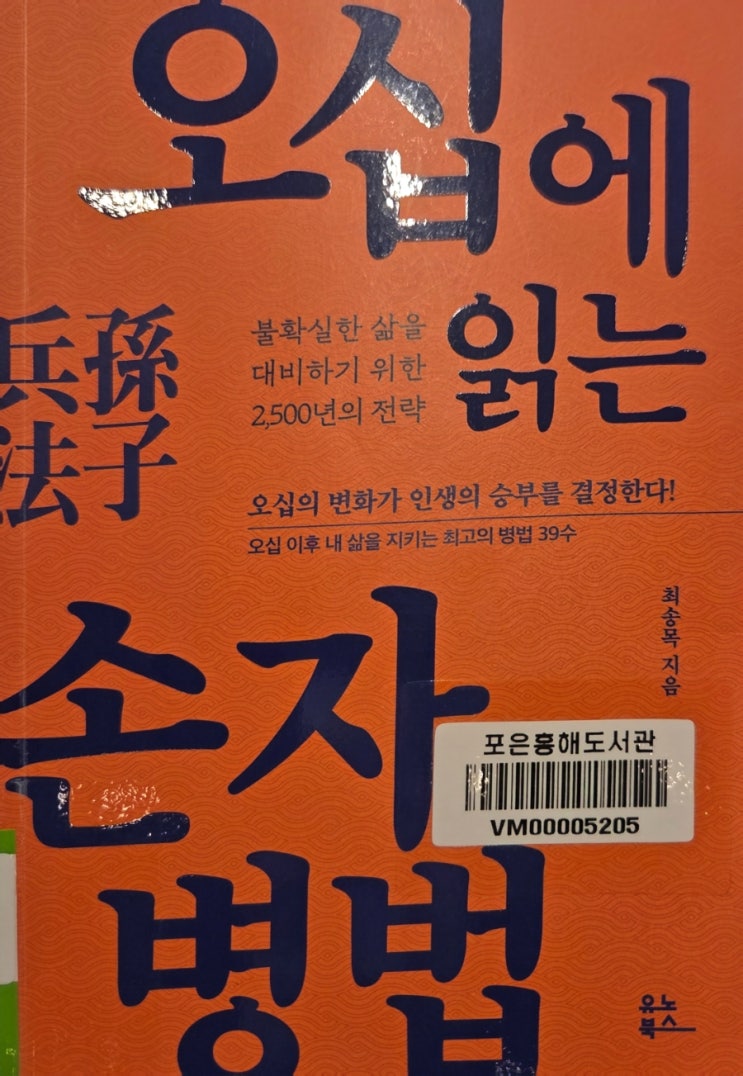 오십에
읽는
孫子
兵法
불확실한 삶을
대비하기 위한
2,500년의 전략
오십의 변화가 인생의 승부를 결정한다!
오십 이후 내 삶을 지키는 최고의 병법 39수
최송목 지음
손자
병법
포은흥해도서관
VM00005205
유노
북스